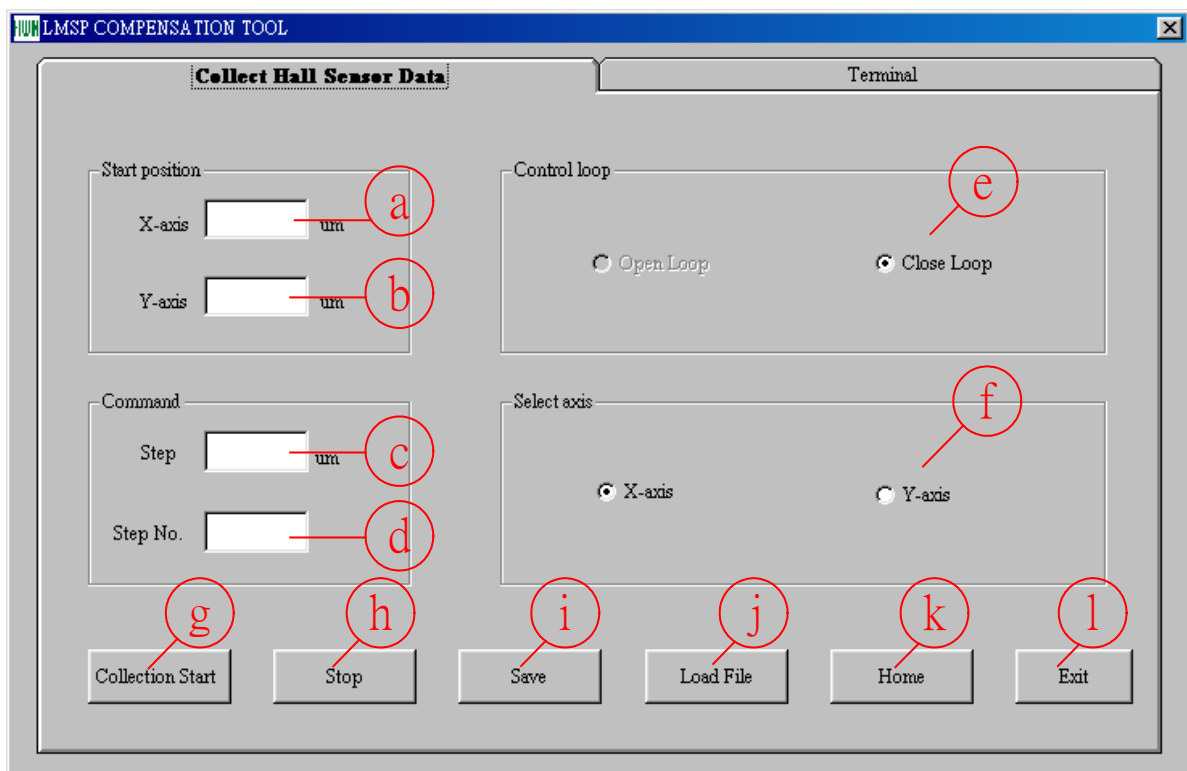 HWM LMSP COMPENSATION TOOL
Collect Hall Sensor Data Terminal
Start position
X-axis um a
Y-axis um b
Control loop
Open Loop Close Loop e
Command
Step um c
Step No. d
Select axis
X-axis Y-axis f
g h i j k l
Collection Start Stop Save Load File Home Exit